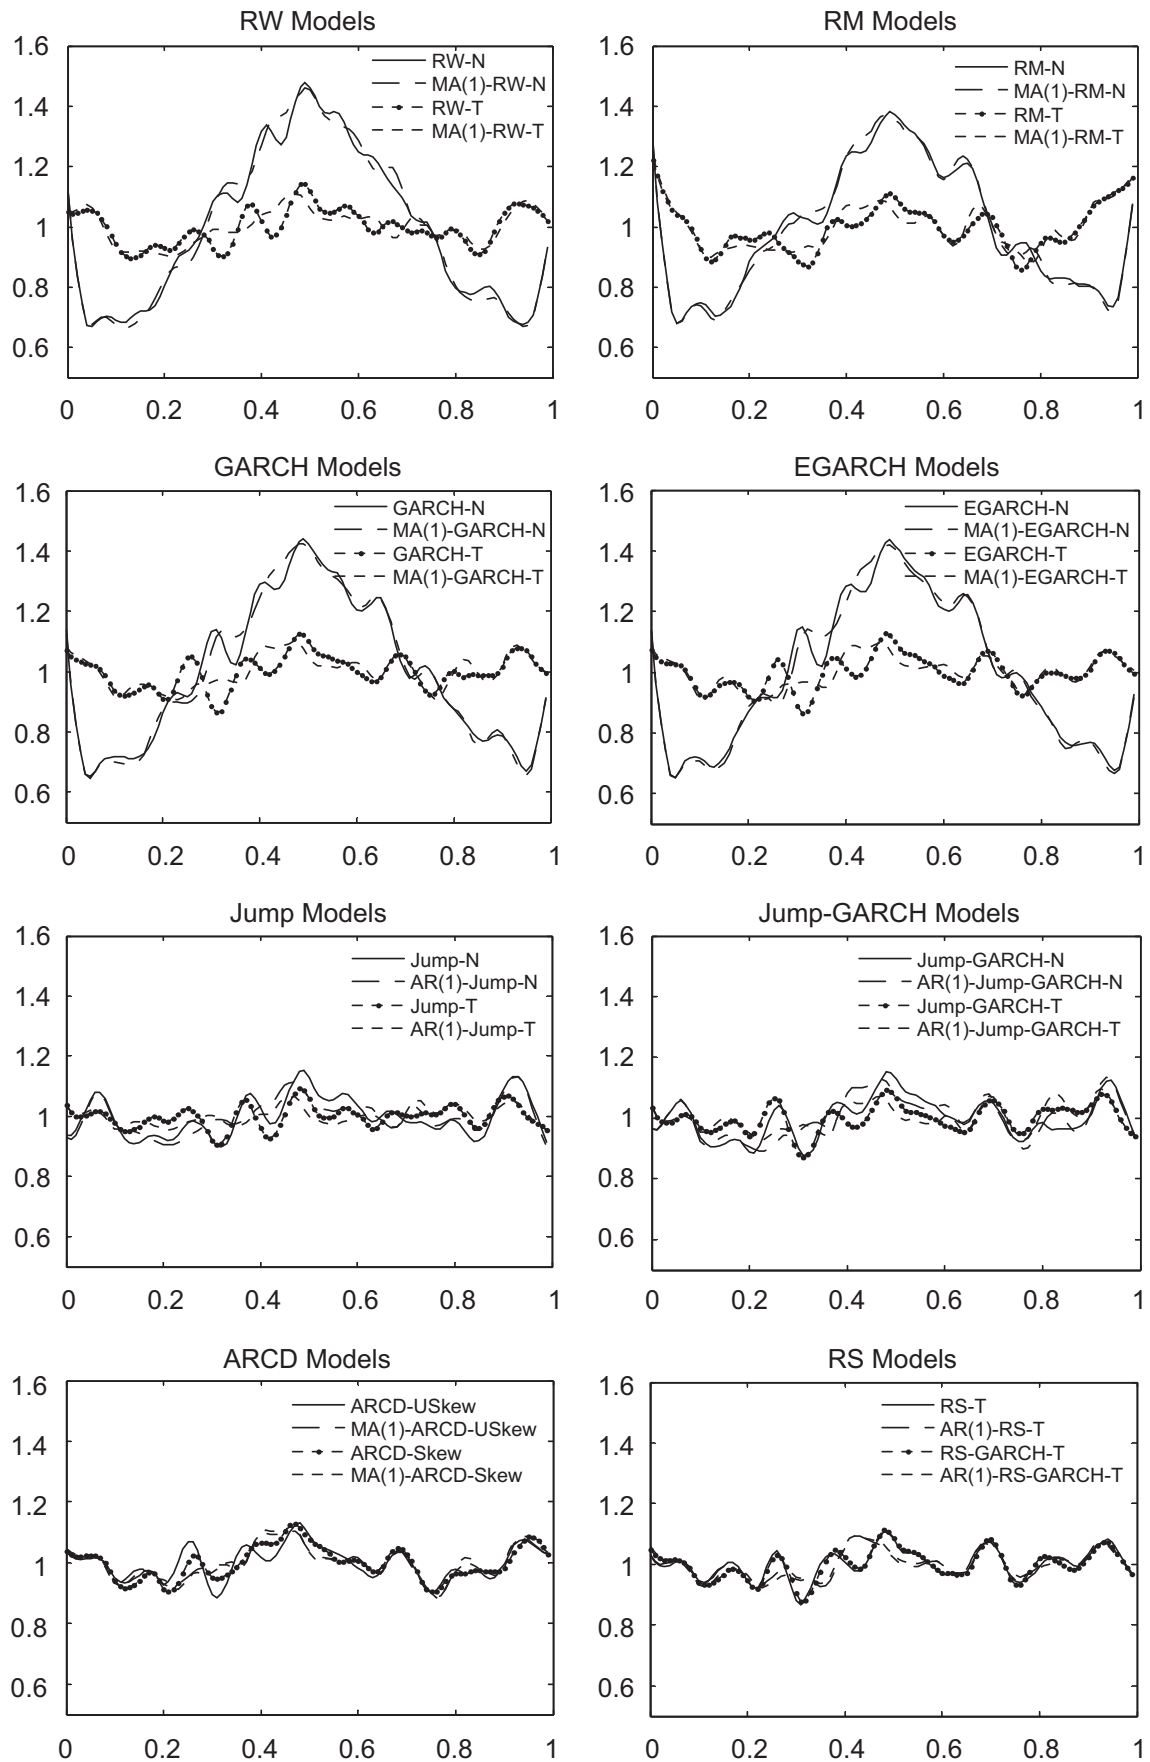 RW Models
1.6
1.4
1.2
1
0.8
0.6
0 0.2 0.4 0.6 0.8 1
RW-N
MA(1)-RW-N
RW-T
MA(1)-RW-T
RM Models
1.6
1.4
1.2
1
0.8
0.6
0 0.2 0.4 0.6 0.8 1
RM-N
MA(1)-RM-N
RM-T
MA(1)-RM-T
GARCH Models
1.6
1.4
1.2
1
0.8
0.6
0 0.2 0.4 0.6 0.8 1
GARCH-N
MA(1)-GARCH-N
GARCH-T
MA(1)-GARCH-T
EGARCH Models
1.6
1.4
1.2
1
0.8
0.6
0 0.2 0.4 0.6 0.8 1
EGARCH-N
MA(1)-EGARCH-N
EGARCH-T
MA(1)-EGARCH-T
Jump Models
1.6
1.4
1.2
1
0.8
0.6
0 0.2 0.4 0.6 0.8 1
Jump-N
AR(1)-Jump-N
Jump-T
AR(1)-Jump-T
Jump-GARCH Models
1.6
1.4
1.2
1
0.8
0.6
0 0.2 0.4 0.6 0.8 1
Jump-GARCH-N
AR(1)-Jump-GARCH-N
Jump-GARCH-T
AR(1)-Jump-GARCH-T
ARCD Models
1.6
1.4
1.2
1
0.8
0.6
0 0.2 0.4 0.6 0.8 1
ARCD-USkew
MA(1)-ARCD-USkew
ARCD-Skew
MA(1)-ARCD-Skew
RS Models
1.6
1.4
1.2
1
0.8
0.6
0 0.2 0.4 0.6 0.8 1
RS-T
AR(1)-RS-T
RS-GARCH-T
AR(1)-RS-GARCH-T